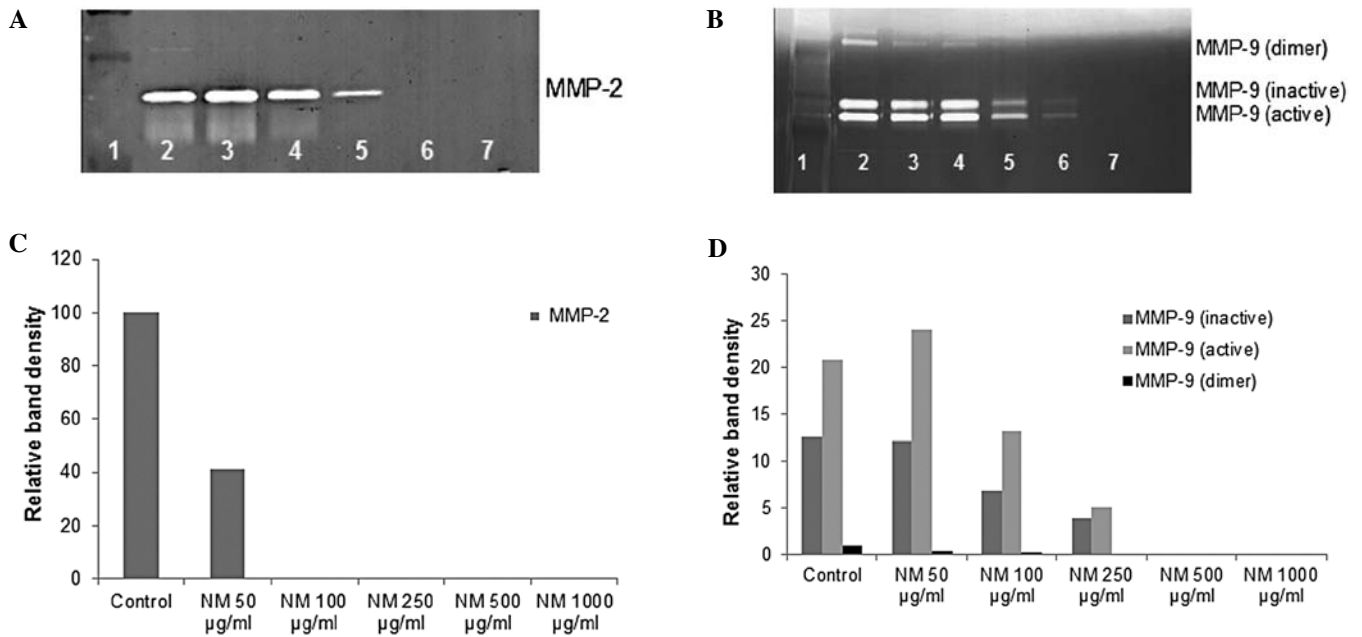 A
MMP-2
1 2 3 4 5 6 7
B
MMP-9 (dimer)
MMP-9 (inactive)
MMP-9 (active)
1 2 3 4 5 6 7
C
Relative band density
120
100
80
60
40
20
0
MMP-2
Control
NM 50 µg/ml
NM 100 µg/ml
NM 250 µg/ml
NM 500 µg/ml
NM 1000 µg/ml
D
Relative band density
30
25
20
15
10
5
0
MMP-9 (inactive)
MMP-9 (active)
MMP-9 (dimer)
Control
NM 50 µg/ml
NM 100 µg/ml
NM 250 µg/ml
NM 500 µg/ml
NM 1000 µg/ml